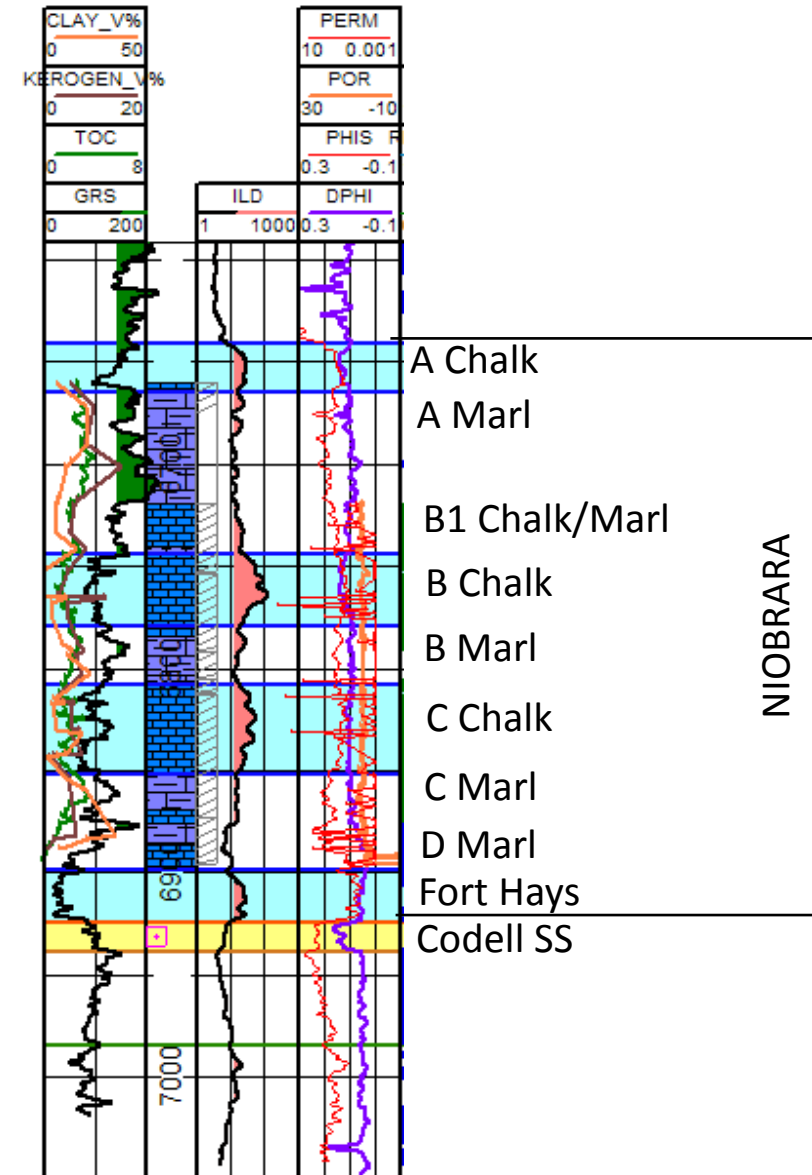 CLAY_V%
0 50
KEROGEN_V%
0 20
TOC
0 8
GRS
0 200
ILD
1 1000
PERM
10 0.001
POR
30 -10
PHIS R
0.3 -0.1
DPHI
0.3 -0.1
A Chalk
A Marl
B1 Chalk/Marl
B Chalk
B Marl
C Chalk
C Marl
D Marl
Fort Hays
Codell SS
NIOBRARA
7000